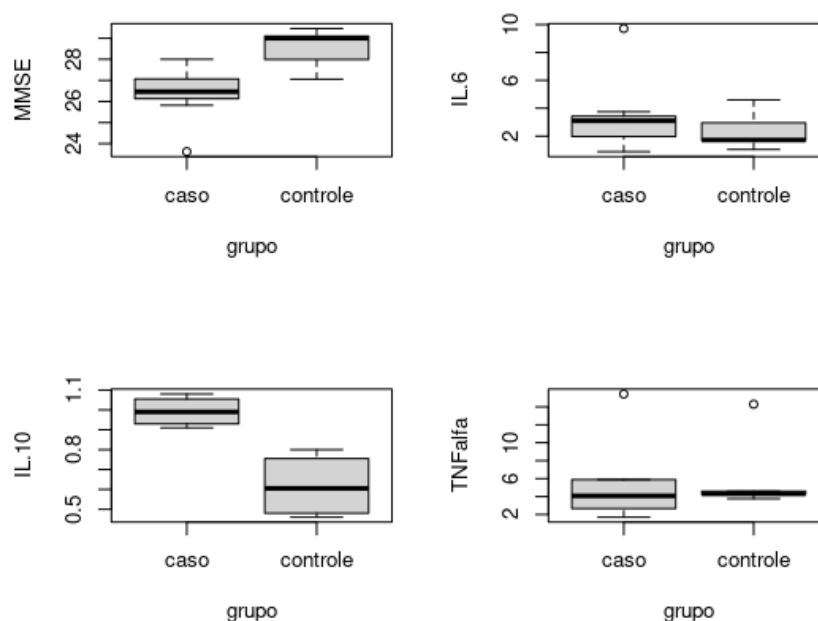 MMSE
24 26 28
caso controle
grupo
IL.6
2 6 10
caso controle
grupo
IL.10
0.5 0.8 1.1
caso controle
grupo
TNFalfa
2 6 10
caso controle
grupo